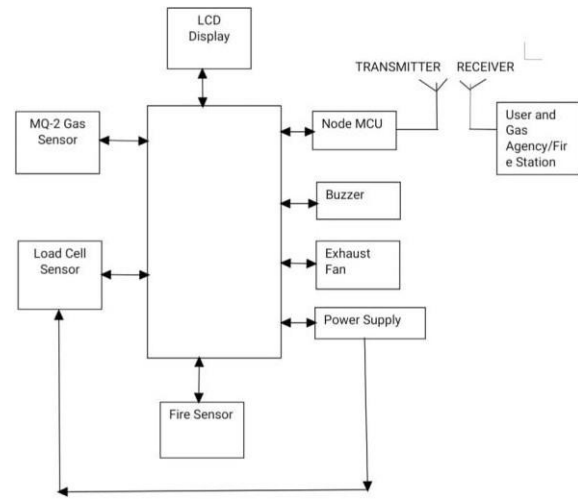 LCD
Display
TRANSMITTER RECEIVER
MQ-2 Gas
Sensor
Node MCU
User and
Gas
Agency/Fir
e Station
Buzzer
Load Cell
Sensor
Exhaust
Fan
Power Supply
Fire Sensor